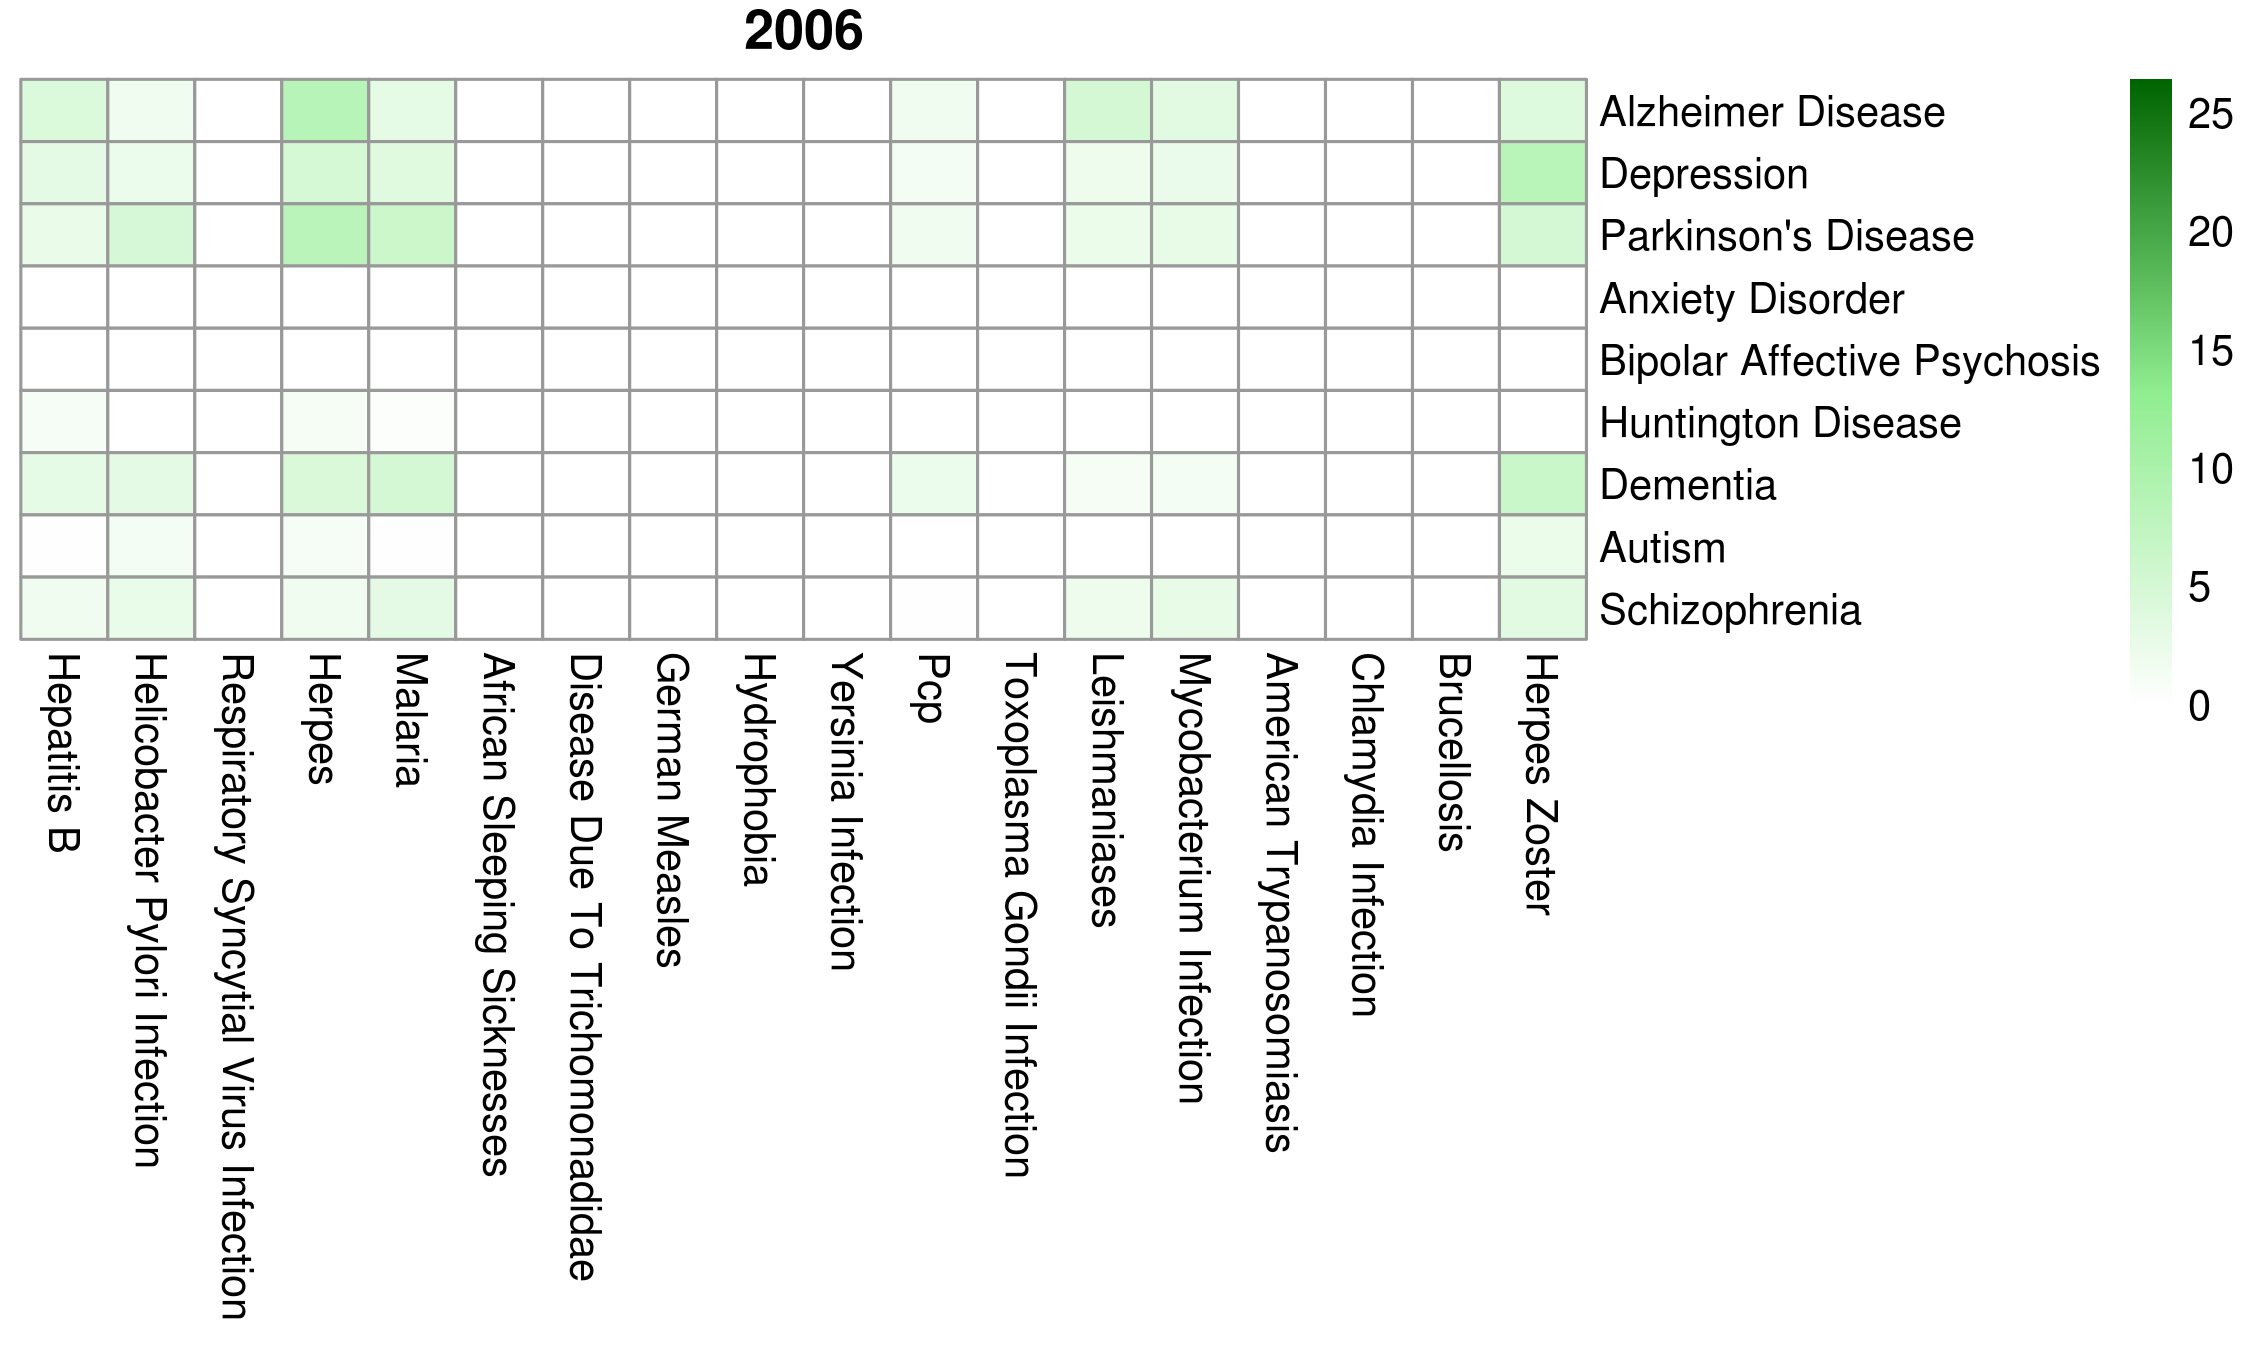 2006
Alzheimer Disease
Depression
Parkinson's Disease
Anxiety Disorder
Bipolar Affective Psychosis
Huntington Disease
Dementia
Autism
Schizophrenia
25
20
15
10
5
0
Hepatitis B
Helicobacter Pylori Infection
Respiratory Syncytial Virus Infection
Herpes
Malaria
African Sleeping Sicknesses
Disease Due To Trichomonadidae
German Measles
Hydrophobia
Yersinia Infection
Pcp
Toxoplasma Gondii Infection
Leishmaniases
Mycobacterium Infection
American Trypanosomiasis
Chlamydia Infection
Brucellosis
Herpes Zoster